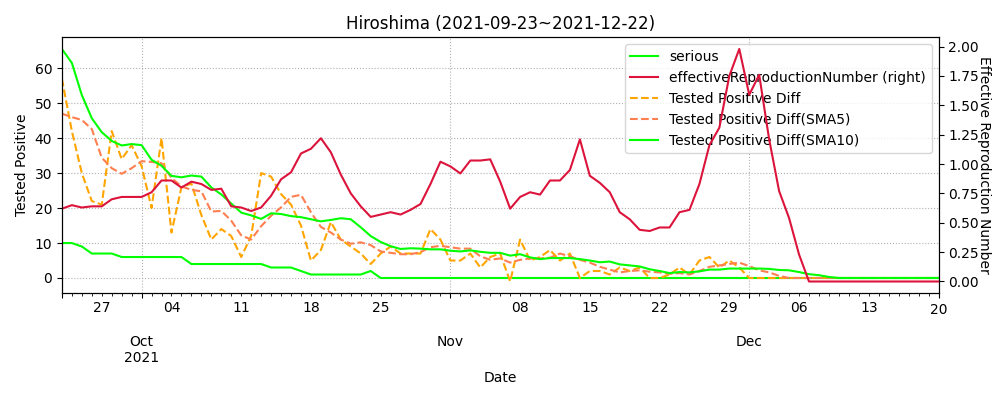 Hiroshima (2021-09-23~2021-12-22)
serious
effectiveReproductionNumber (right)
Tested Positive Diff
Tested Positive Diff(SMA5)
Tested Positive Diff(SMA10)
Tested Positive
60
50
40
30
20
10
0
2.00
1.75
1.50
1.25
1.00
0.75
0.50
0.25
0.00
Effective Reproduction Number
27 04 11 18 25 08 15 22 29 06 13 20
Oct Nov Dec
2021
Date